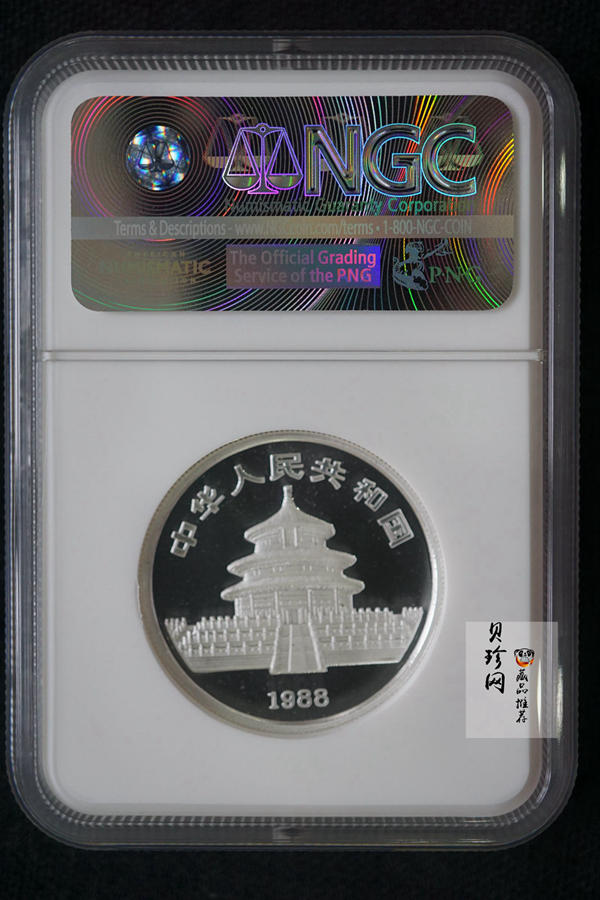 NGC
Numismatic Guaranty Corporation
Terms & Descriptions - www.NGCcoin.com/terms • 1-800-NGC-COIN
The Official Grading
Service of the PNG
PNG
中华人民共和国
1988
贝珍网
藏品推荐